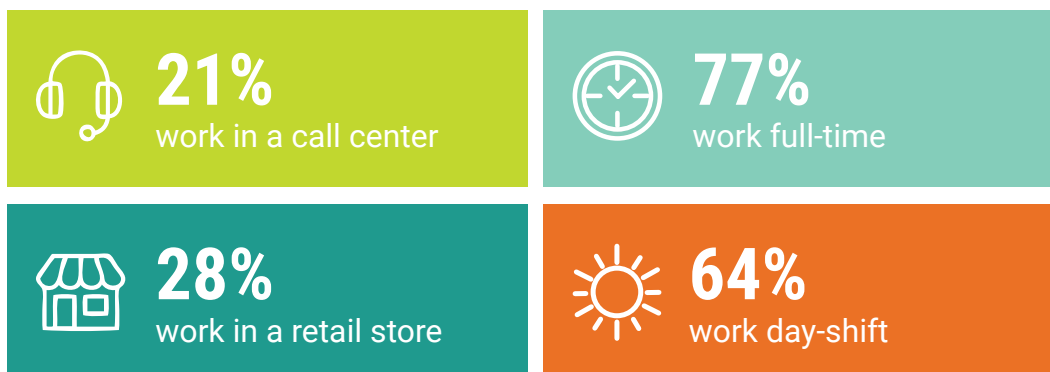 21%
work in a call center
77%
work full-time
28%
work in a retail store
64%
work day-shift